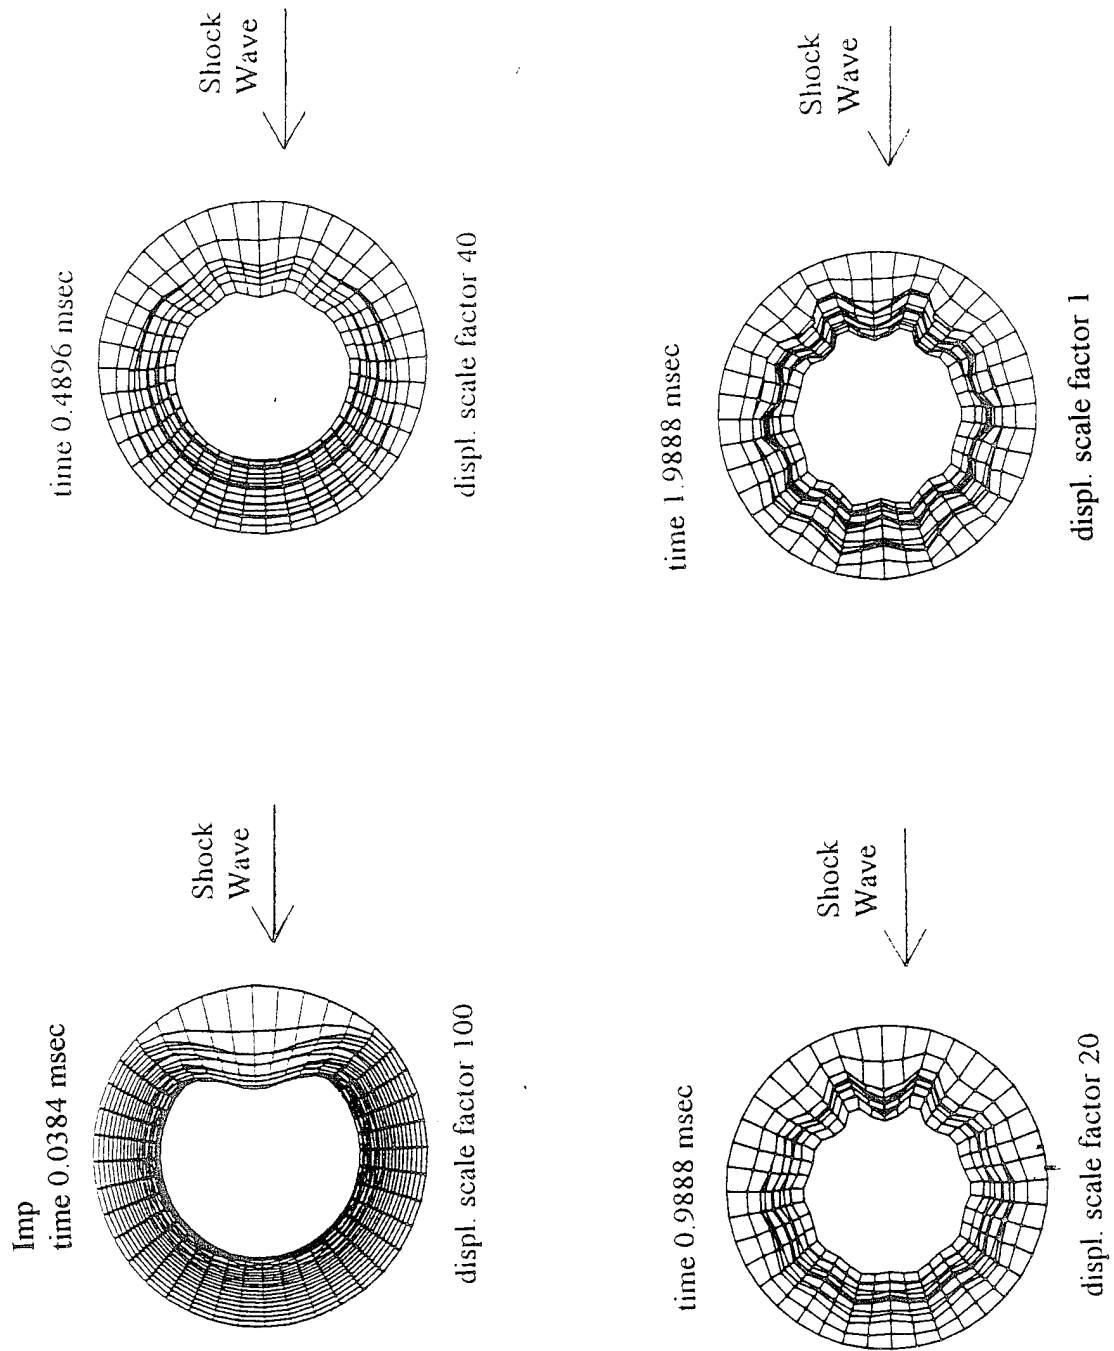 Imp
time 0.0384 msec
Shock
Wave
displ. scale factor 100
time 0.4896 msec
Shock
Wave
displ. scale factor 40
time 0.9888 msec
Shock
Wave
displ. scale factor 20
time 1.9888 msec
Shock
Wave
displ. scale factor 1